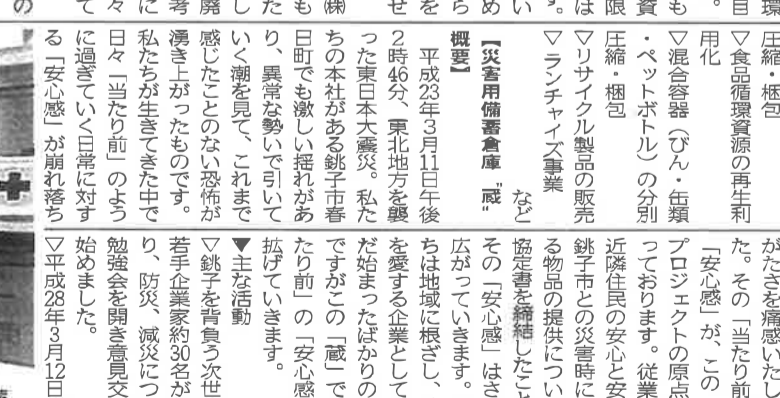 圧縮・梱包
▽食品循環資源の再生利
用化
▽混合容器（びん・缶類
・ペットボトル）の分別
圧縮・梱包
▽リサイクル製品の販売
▽ランチャイズ事業
など
【災害用備蓄倉庫 “蔵“
概要】
平成23年3月11日午後
2時46分、東北地方を襲
った東日本大震災。私た
ちの本社がある銚子市春
日町でも激しい揺れがあ
り、異常な勢いで引いて
いく潮を見て、これまで
感じたことのない恐怖が
湧き上がったものです。
私たちが生きてきた中で
日々「当たり前」のよう
に過ぎていく日常に対す
る「安心感」が崩れ落ち
がたさを痛感いたし
た。その「当たり前
「安心感」が、この
プロジェクトの原点
っております。従業
近隣住民の安心と安
銚子市との災害時に
る物品の提供につい
協定書を締結したこと
その「安心感」はさ
広がっていきます。
ちは地域に根ざし、
を愛する企業として
だ始まったばかりの
ですがこの「蔵」で
たり前」の「安心感
拡げていきます。
▼主な活動
▽銚子を背負う次世
若手企業家約30名が
り、防災、減災につ
勉強会を開き意見交
始めました。
▽平成28年3月12日